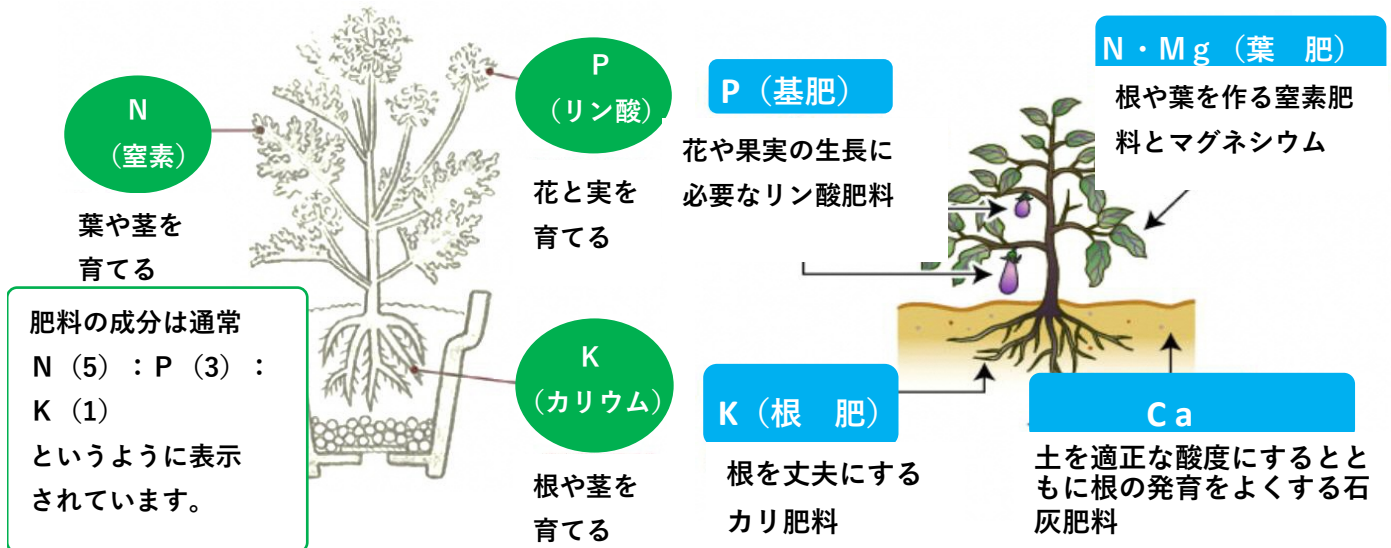 N
（窒素）
葉や茎を
育てる
肥料の成分は通常
N（5）：P（3）：
K（1）
というように表示
されています。
P
（リン酸）
花と実を
育てる
K
（カリウム）
根や茎を
育てる
P（基肥）
花や果実の生長に
必要なリン酸肥料
N・Mg（葉　肥）
根や葉を作る窒素肥
料とマグネシウム
K（根　肥）
根を丈夫にする
カリ肥料
Ca
土を適正な酸度にするとと
もに根の発育をよくする石
灰肥料